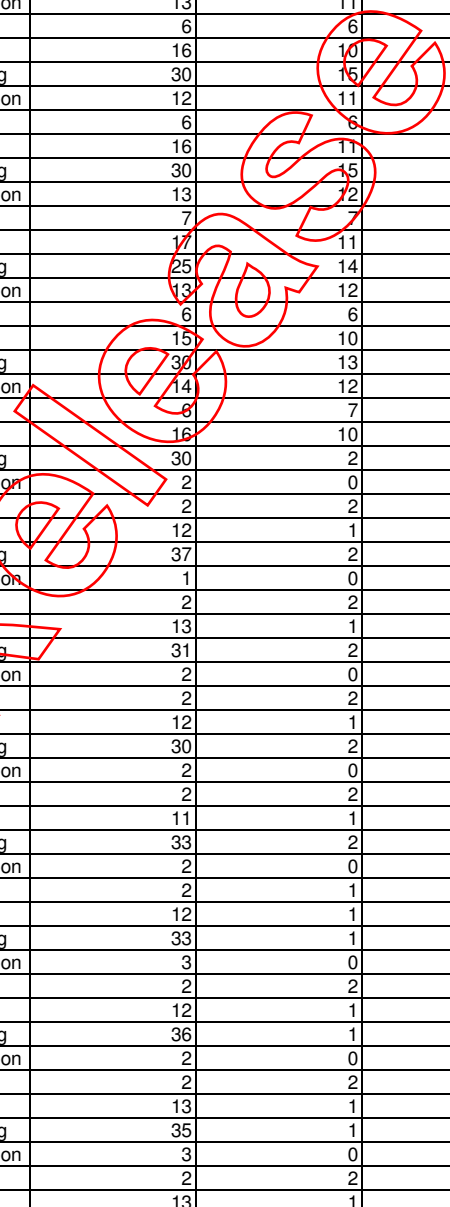 on 13 11
6 6
16 10
g 30 15
on 12 11
6 6
16 11
g 30 15
on 13 12
7 7
17 11
g 25 14
on 13 12
6 6
15 10
g 30 13
on 14 12
6 7
16 10
g 30 2
on 2 0
2 2
12 1
g 37 2
on 1 0
2 2
13 1
g 31 2
on 2 0
2 2
12 1
g 30 2
on 2 0
2 2
11 1
g 33 2
on 2 0
2 1
12 1
g 33 1
on 3 0
2 2
12 1
g 36 1
on 2 0
2 2
13 1
g 35 1
on 3 0
2 2
13 1
elease